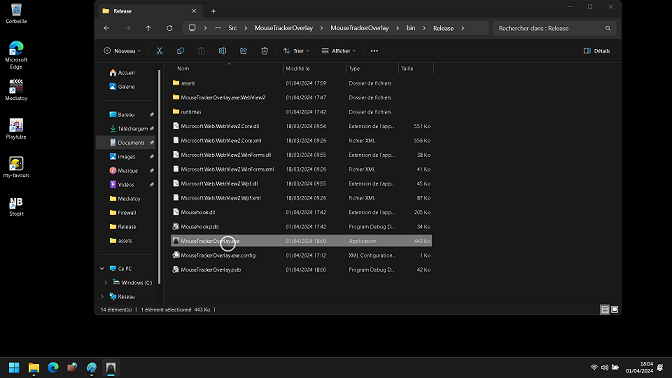 Corbeille
Microsoft Edge
Mediatoy
Playtube
my-favours
StopIt
Release
Src > MouseTrackerOverlay > MouseTrackerOverlay > bin > Release >
Rechercher dans : Release
Nouveau
Trier
Afficher
Détails
Nom Modifié le Type Taille
Accueil
Galerie
Bureau
Téléchargem
Documents
Images
Musique
Vidéos
Mediatoy
Firewall
Release
assets
Ce PC
Windows (C:)
Réseau
assets 01/04/2024 17:59 Dossier de fichiers
MouseTrackerOverlay.exe.WebView2 01/04/2024 17:47 Dossier de fichiers
runtimes 01/04/2024 17:42 Dossier de fichiers
Microsoft.Web.WebView2.Core.dll 18/03/2024 09:54 Extension de l'app... 551 Ko
Microsoft.Web.WebView2.Core.xml 18/03/2024 09:26 Fichier XML 556 Ko
Microsoft.Web.WebView2.WinForms.dll 18/03/2024 09:55 Extension de l'app... 38 Ko
Microsoft.Web.WebView2.WinForms.xml 18/03/2024 09:26 Fichier XML 41 Ko
Microsoft.Web.WebView2.Wpf.dll 18/03/2024 09:55 Extension de l'app... 45 Ko
Microsoft.Web.WebView2.Wpf.xml 18/03/2024 09:26 Fichier XML 87 Ko
Mousehook.dll 01/04/2024 17:42 Extension de l'app... 205 Ko
Mousehook.pdb 01/04/2024 17:42 Program Debug D... 34 Ko
MouseTrackerOverlay.exe 01/04/2024 18:00 Application 443 Ko
MouseTrackerOverlay.exe.config 01/04/2024 17:12 XML Configuration... 1 Ko
MouseTrackerOverlay.pdb 01/04/2024 18:00 Program Debug D... 42 Ko
14 élément(s) | 1 élément sélectionné 443 Ko |
18:04
01/04/2024